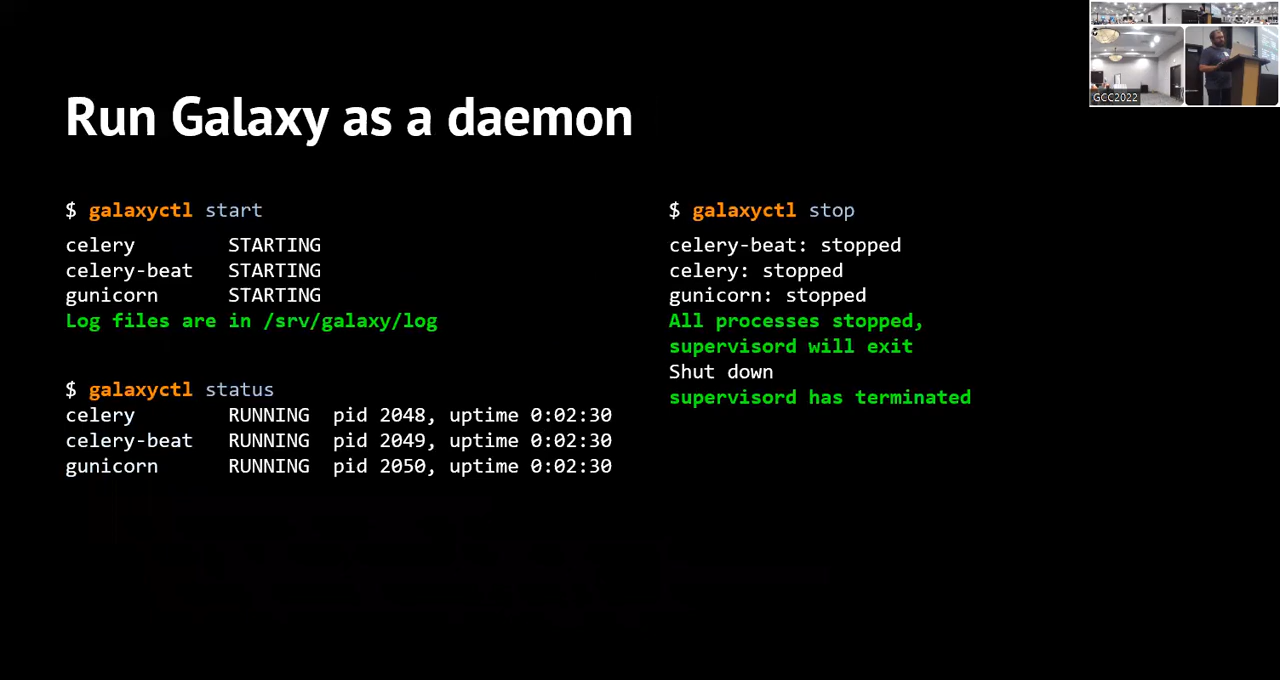 Run Galaxy as a daemon
$ galaxyctl start
celery STARTING
celery-beat STARTING
gunicorn STARTING
Log files are in /srv/galaxy/log
$ galaxyctl status
celery RUNNING pid 2048, uptime 0:02:30
celery-beat RUNNING pid 2049, uptime 0:02:30
gunicorn RUNNING pid 2050, uptime 0:02:30
$ galaxyctl stop
celery-beat: stopped
celery: stopped
gunicorn: stopped
All processes stopped,
supervisord will exit
Shut down
supervisord has terminated
GCC2022